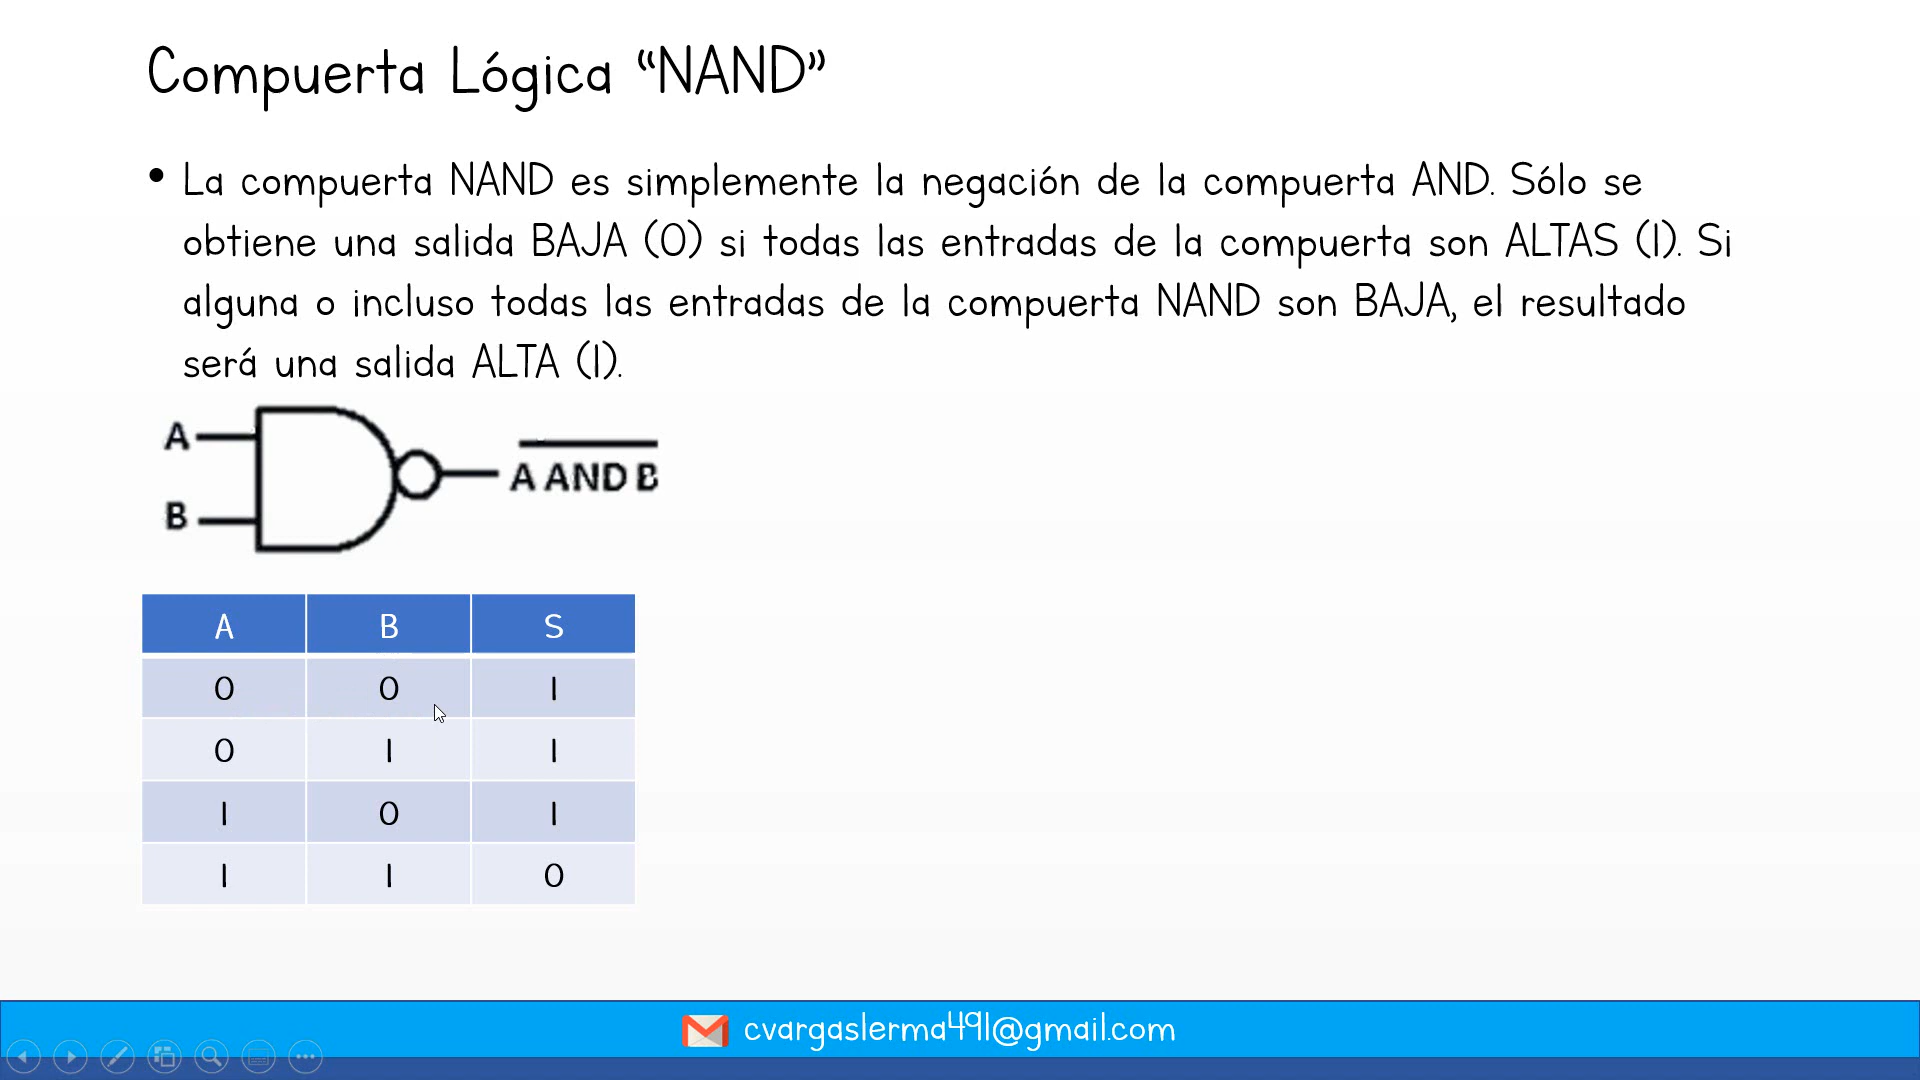 Compuerta Lógica “NAND”
• La compuerta NAND es simplemente la negación de la compuerta AND. Sólo se
obtiene una salida BAJA (0) si todas las entradas de la compuerta son ALTAS (1). Si
alguna o incluso todas las entradas de la compuerta NAND son BAJA, el resultado
será una salida ALTA (1).
A
A AND B
B
A B S
0 0 1
0 1 1
1 0 1
1 1 0
cvargaslerma491@gmail.com